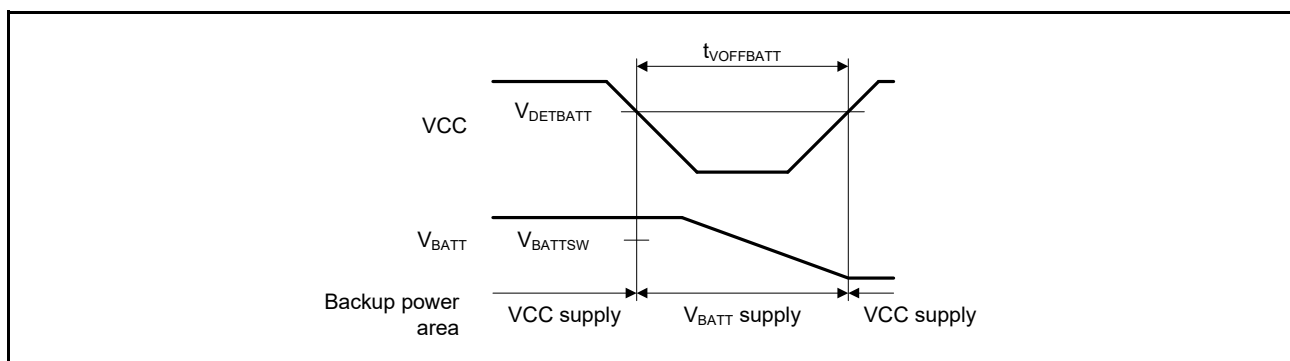 tVOFFBATT
VCC
VDETBATT
VBATT
VBATTSW
Backup power
area
VCC supply
VBATT supply
VCC supply